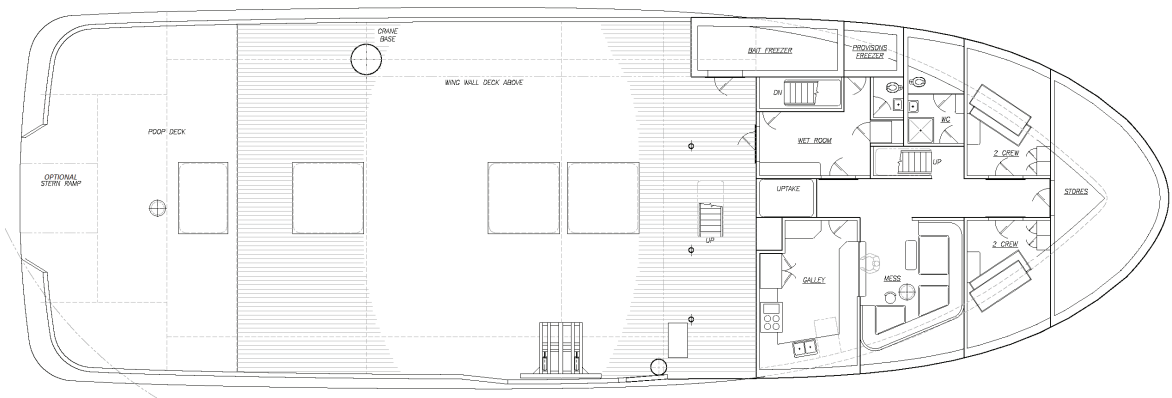 CRANE
BASE
BAIT FREEZER
PROVISONS
FREEZER
WING WALL DECK ABOVE
DN
WC
POOP DECK
WET ROOM
2 CREW
UP
OPTIONAL
STERN RAMP
UPTAKE
STORES
UP
2 CREW
GALLEY
MESS